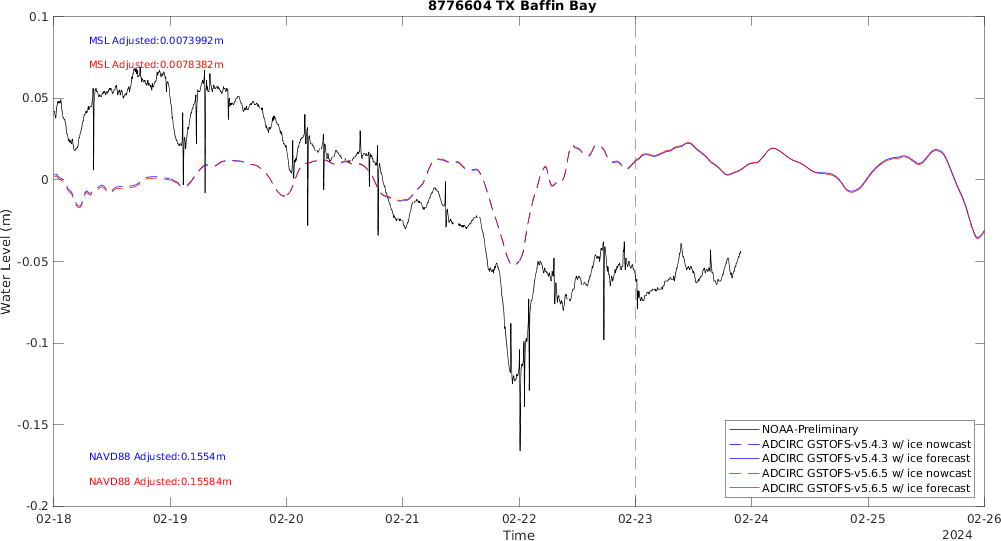 8776604 TX Baffin Bay
0.1
MSL Adjusted:0.0073992m
MSL Adjusted:0.0078382m
0.05
0
-0.05
-0.1
-0.15
-0.2
Water Level (m)
NAVD88 Adjusted:0.1554m
NAVD88 Adjusted:0.15584m
NOAA-Preliminary
ADCIRC GSTOFS-v5.4.3 w/ ice nowcast
ADCIRC GSTOFS-v5.4.3 w/ ice forecast
ADCIRC GSTOFS-v5.6.5 w/ ice nowcast
ADCIRC GSTOFS-v5.6.5 w/ ice forecast
02-18 02-19 02-20 02-21 02-22 02-23 02-24 02-25 02-26
Time
2024